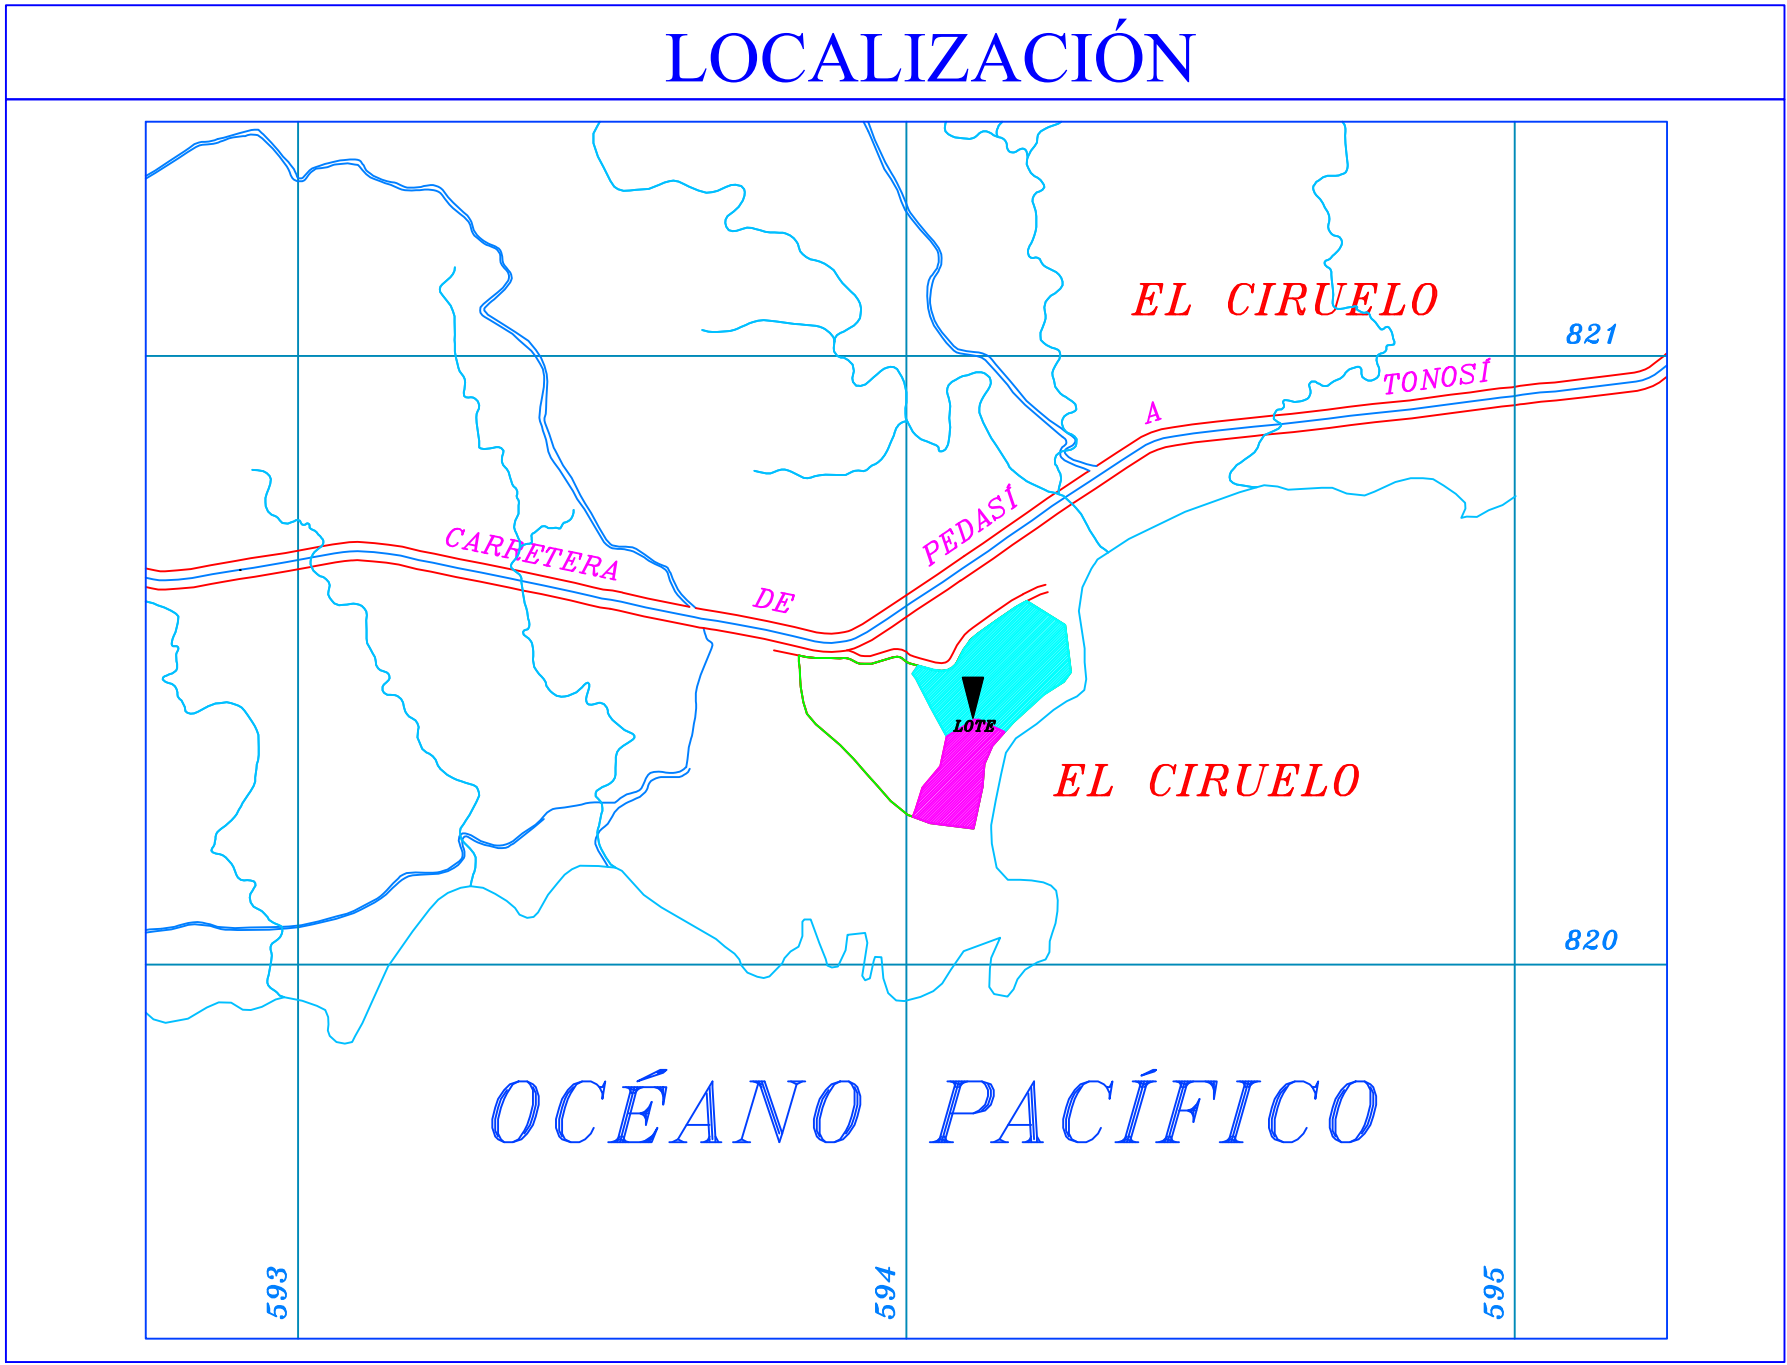 LOCALIZACIÓN
EL CIRUELO
821
TONOSÍ
A
PEDASÍ
CARRETERA
DE
LOTE
EL CIRUELO
820
OCÉANO PACÍFICO
593
594
595